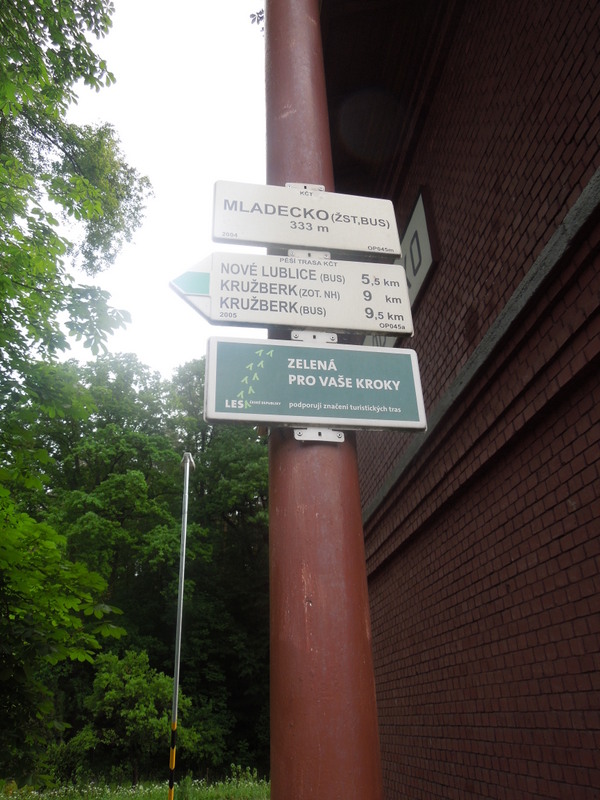 KČT
MLADECKO (ŽST, BUS)
333 m
2004 OP045m
PĚŠÍ TRASA KČT
NOVÉ LUBLICE (BUS) 5,5 km
KRUŽBERK (ZOT. NH) 9 km
KRUŽBERK (BUS) 9,5 km
2005 OP045a
ZELENÁ
PRO VAŠE KROKY
LESY ČESKÉ REPUBLIKY podporují značení turistických tras